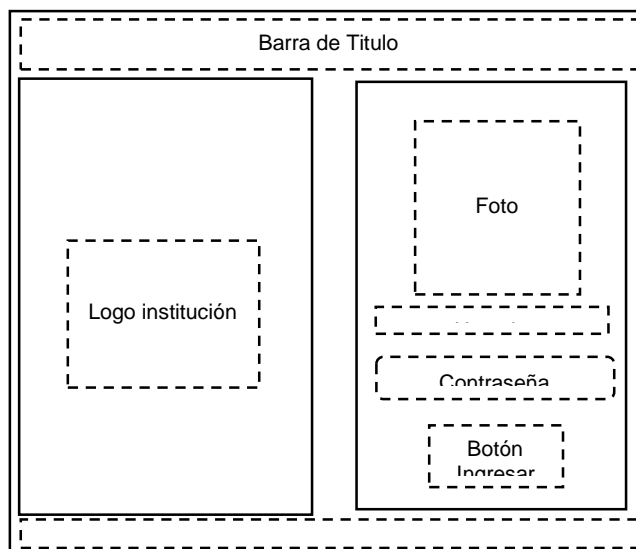 Barra de Titulo
Foto
Logo institución
Contraseña
Botón
Ingresar